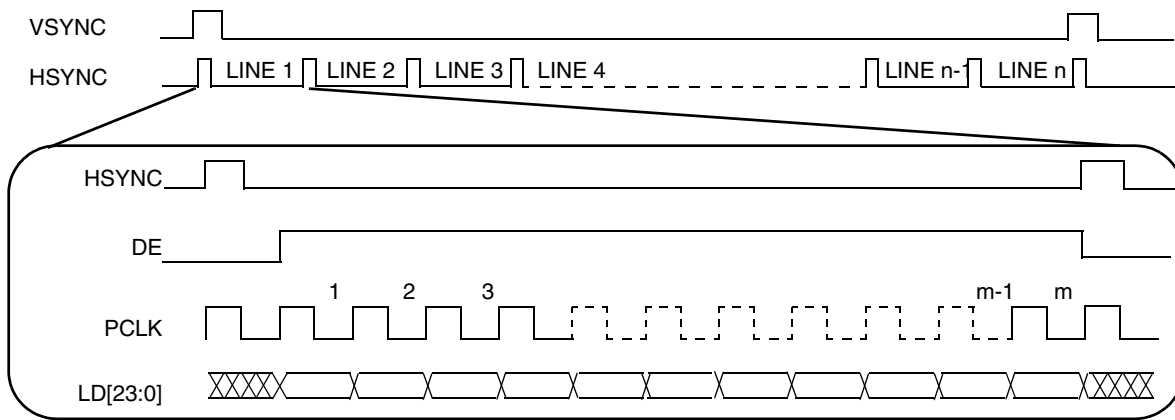 VSYNC
HSYNC LINE 1 LINE 2 LINE 3 LINE 4 LINE n-1 LINE n
HSYNC
DE
1 2 3 m-1 m
PCLK
LD[23:0]